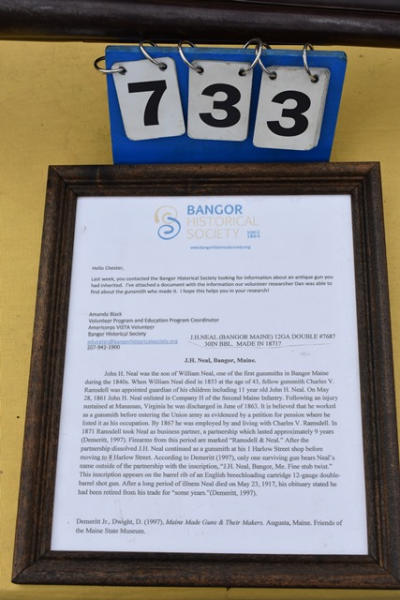 733
BANGOR
HISTORICAL
SOCIETY SINCE 1864
www.bangorhistoricalsociety.org
Hello Chester,
Last week, you contacted the Bangor Historical Society looking for information about an antique gun you
had inherited. I've attached a document with the information our volunteer researcher Dan was able to
find about the gunsmith who made it. I hope this helps you in your research!
Amanda Black
Volunteer Program and Education Program Coordinator
Americorps VISTA Volunteer
Bangor Historical Society
education@bangorhistoricalsociety.org
207-942-1900
J.H.NEAL (BANGOR MAINE) 12GA DOUBLE #7687
30IN BBL. MADE IN 1871?
J.H. Neal, Bangor, Maine.
John H. Neal was the son of William Neal, one of the first gunsmiths in Bangor Maine
during the 1840s. When William Neal died in 1853 at the age of 43, fellow gunsmith Charles V.
Ramsdell was appointed guardian of his children including 11 year old John H. Neal. On May
28, 1861 John H. Neal enlisted in Company H of the Second Maine Infantry. Following an injury
sustained at Manassas, Virginia he was discharged in June of 1863. It is believed that he worked
as a gunsmith before entering the Union army as evidenced by a petition for pension where he
listed it as his occupation. By 1867 he was employed by and living with Charles V. Ramsdell. In
1871 Ramsdell took Neal as business partner, a partnership which lasted approximately 9 years
(Demeritt, 1997). Firearms from this period are marked "Ramsdell & Neal." After the
partnership dissolved J.H. Neal continued as a gunsmith at his 1 Harlow Street shop before
moving to 8 Harlow Street. According to Demeritt (1997), only one surviving gun bears Neal's
name outside of the partnership with the inscription, "J.H. Neal, Bangor, Me. Fine stub twist."
This inscription appears on the barrel rib of an English breechloading cartridge 12-gauge double-
barrel shot gun. After a long period of illness Neal died on May 23, 1917, his obituary stated he
had been retired from his trade for "some years."(Demeritt, 1997).
Demeritt Jr., Dwight, D. (1997), Maine Made Guns & Their Makers. Augusta, Maine. Friends of
the Maine State Museum.